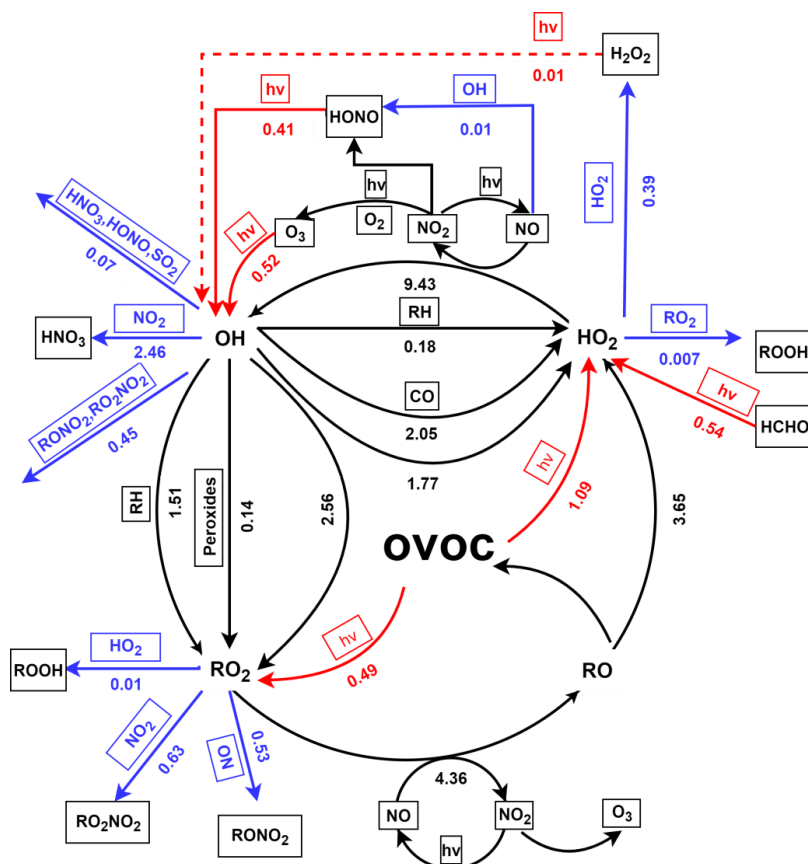 hv
H₂O₂
0.01
hv
OH
HONO
0.41
0.01
HO₂
0.39
hv
hv
O₂
O₃
NO₂
NO
HNO₃,HONO,SO₂
0.07
hv
0.52
9.43
NO₂
HNO₃
2.46
OH
RH
0.18
HO₂
RO₂
0.007
ROOH
CO
2.05
hv
0.54
HCHO
RONO₂,RO₂NO₂
0.45
1.77
RH
1.51
Peroxides
0.14
2.56
hv
1.09
3.65
OVOC
HO₂
ROOH
0.01
RO₂
hv
0.49
RO
NO₂
0.63
NO
0.53
4.36
RO₂NO₂
RONO₂
NO
NO₂
O₃
hv